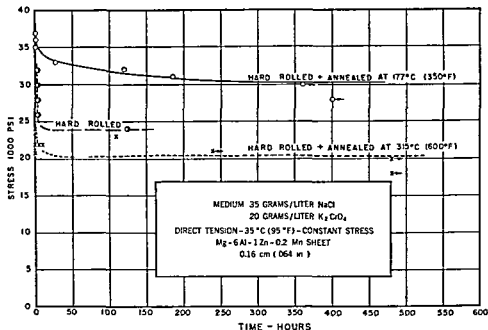 40
35
30
25
20
15
10
5
0
STRESS 1000 PSI
HARD ROLLED + ANNEALED AT 177°C (350°F)
HARD ROLLED
HARD ROLLED + ANNEALED AT 315°C (600°F)
MEDIUM 35 GRAMS/LITER NaCl
20 GRAMS/LITER K2CrO4
DIRECT TENSION-35°C (95°F)-CONSTANT STRESS
Mg-6Al-1Zn-0.2 Mn SHEET
0.16 cm (.064 in)
0 50 100 150 200 250 300 350 400 450 500 550 600
TIME - HOURS